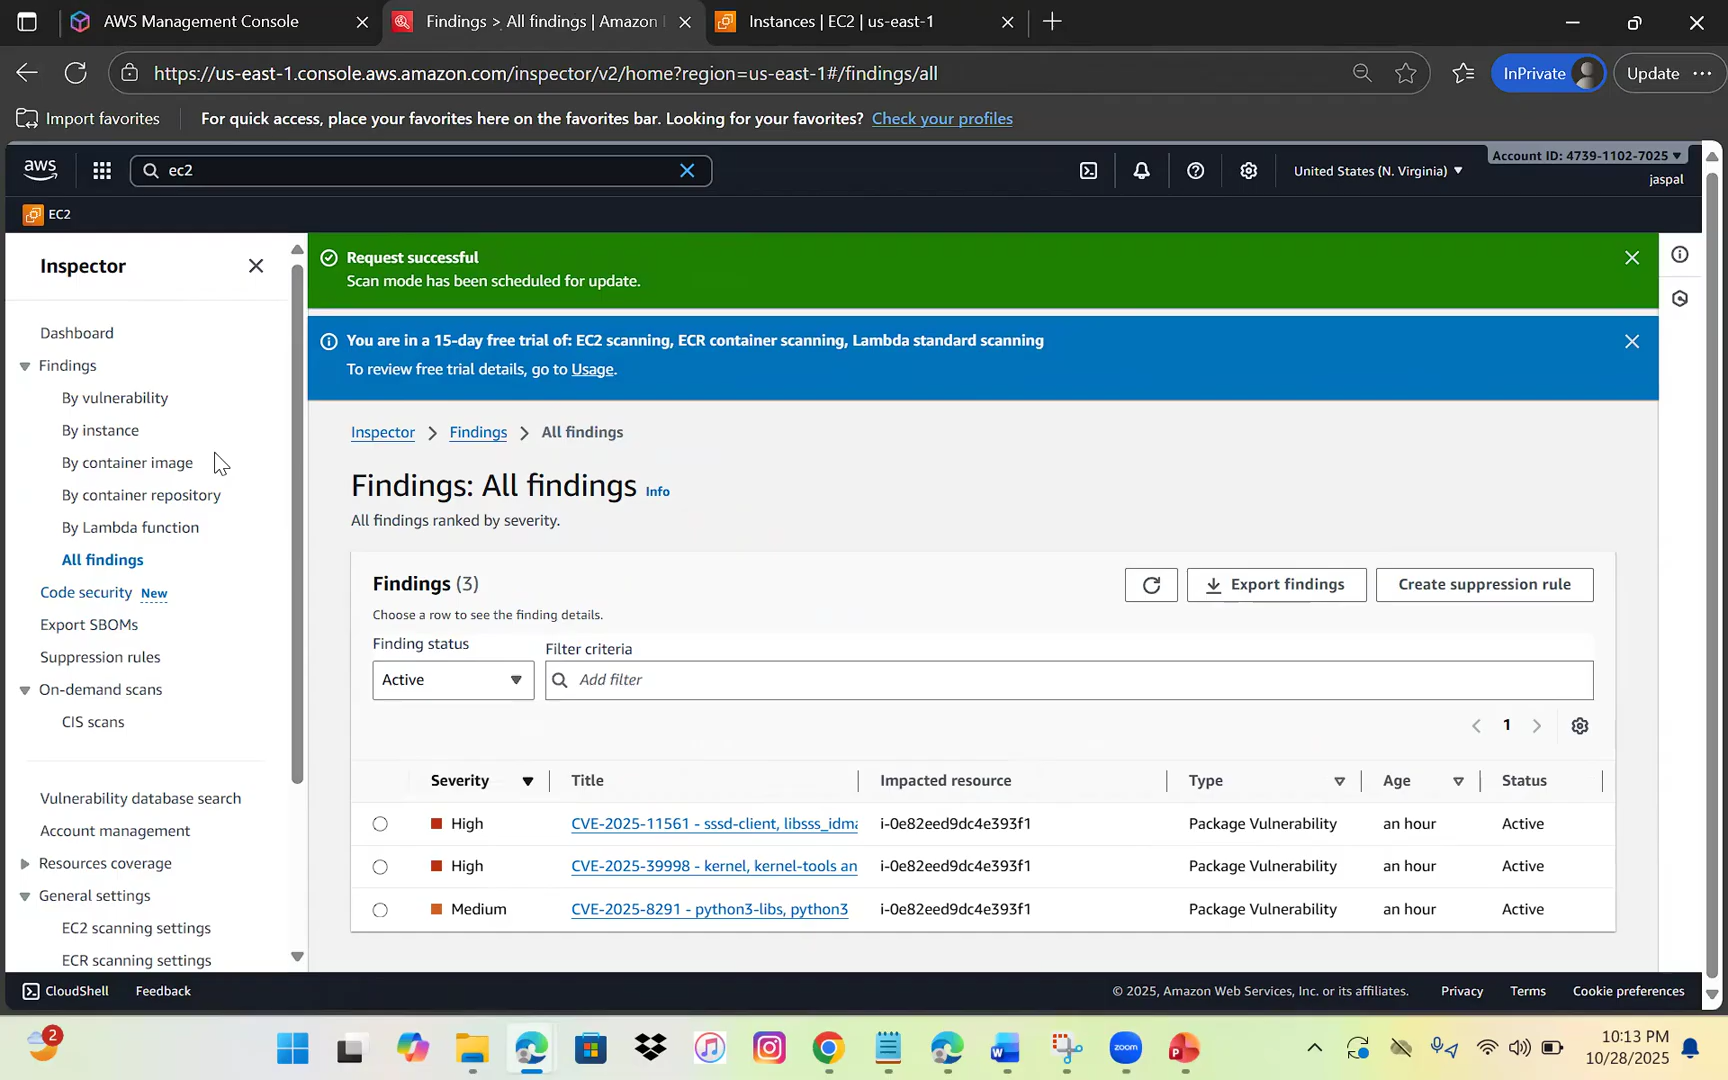 AWS Management Console
Findings > All findings | Amazon
Instances | EC2 | us-east-1
https://us-east-1.console.aws.amazon.com/inspector/v2/home?region=us-east-1#/findings/all
InPrivate
Update
Import favorites
For quick access, place your favorites here on the favorites bar. Looking for your favorites? Check your profiles
aws
ec2
United States (N. Virginia)
Account ID: 4739-1102-7025
jaspal
EC2
Inspector
Dashboard
Findings
By vulnerability
By instance
By container image
By container repository
By Lambda function
All findings
Code security New
Export SBOMs
Suppression rules
On-demand scans
CIS scans
Vulnerability database search
Account management
Resources coverage
General settings
EC2 scanning settings
ECR scanning settings
Request successful
Scan mode has been scheduled for update.
You are in a 15-day free trial of: EC2 scanning, ECR container scanning, Lambda standard scanning
To review free trial details, go to Usage.
Inspector > Findings > All findings
Findings: All findings Info
All findings ranked by severity.
Findings (3)
Choose a row to see the finding details.
Export findings
Create suppression rule
Finding status
Active
Filter criteria
Add filter
1
Severity Title Impacted resource Type Age Status
High CVE-2025-11561 - sssd-client, libsss_idma i-0e82eed9dc4e393f1 Package Vulnerability an hour Active
High CVE-2025-39998 - kernel, kernel-tools an i-0e82eed9dc4e393f1 Package Vulnerability an hour Active
Medium CVE-2025-8291 - python3-libs, python3 i-0e82eed9dc4e393f1 Package Vulnerability an hour Active
CloudShell
Feedback
© 2025, Amazon Web Services, Inc. or its affiliates.
Privacy
Terms
Cookie preferences
2
zoom
10:13 PM
10/28/2025